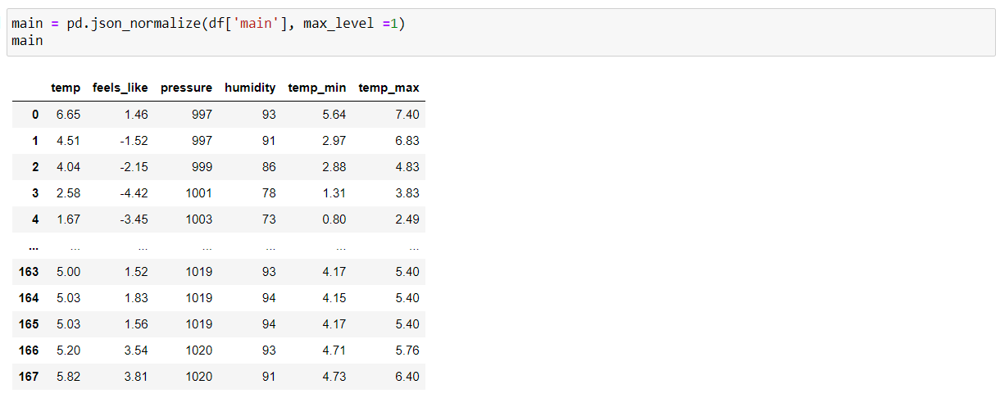 main = pd.json_normalize(df['main'], max_level =1)
main
temp feels_like pressure humidity temp_min temp_max
0 6.65 1.46 997 93 5.64 7.40
1 4.51 -1.52 997 91 2.97 6.83
2 4.04 -2.15 999 86 2.88 4.83
3 2.58 -4.42 1001 78 1.31 3.83
4 1.67 -3.45 1003 73 0.80 2.49
... ... ... ... ... ... ...
163 5.00 1.52 1019 93 4.17 5.40
164 5.03 1.83 1019 94 4.15 5.40
165 5.03 1.56 1019 94 4.17 5.40
166 5.20 3.54 1020 93 4.71 5.76
167 5.82 3.81 1020 91 4.73 6.40